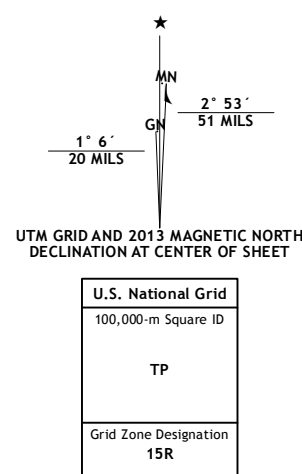 ★
MN
2° 53´
51 MILS
GN
1° 6´
20 MILS
UTM GRID AND 2013 MAGNETIC NORTH
DECLINATION AT CENTER OF SHEET
U.S. National Grid
100,000-m Square ID
TP
Grid Zone Designation
15R